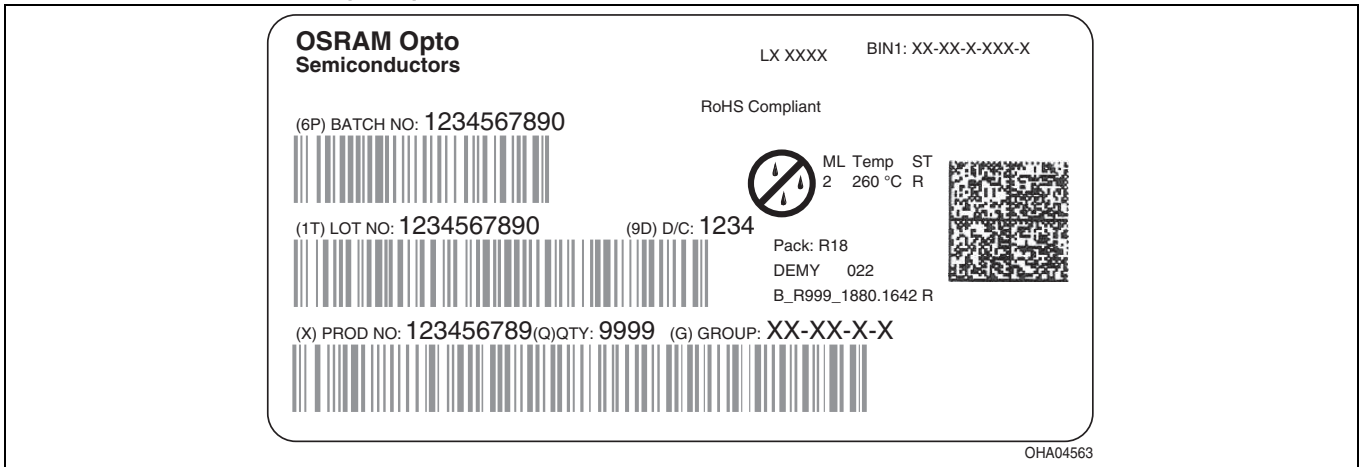 OSRAM Opto
Semiconductors
LX XXXX
BIN1: XX-XX-X-XXX-X
RoHS Compliant
(6P) BATCH NO: 1234567890
ML Temp ST
2 260 °C R
(1T) LOT NO: 1234567890 (9D) D/C: 1234
Pack: R18
DEMY 022
B_R999_1880.1642 R
(X) PROD NO: 123456789(Q)QTY: 9999 (G) GROUP: XX-XX-X-X
OHA04563